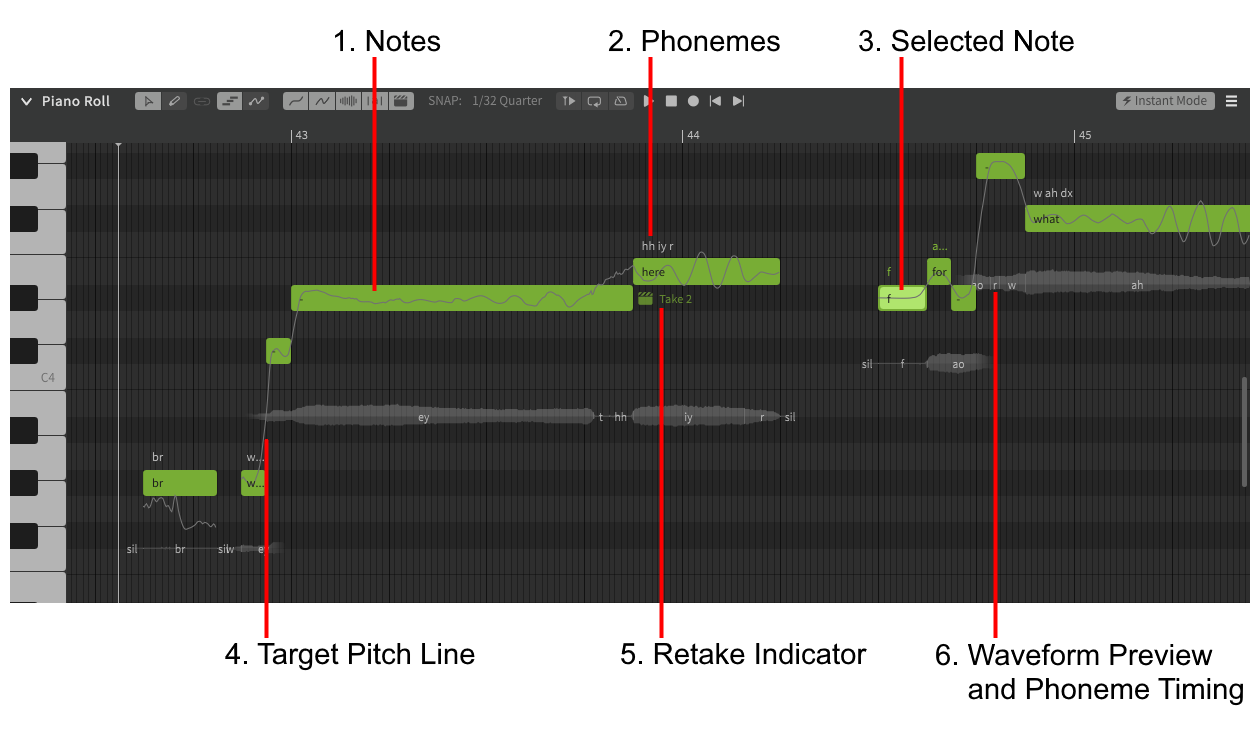 1. Notes
2. Phonemes
3. Selected Note
Piano Roll
SNAP: 1/32 Quarter
Instant Mode
43
44
45
w ah dx
what
hh iy r
a...
here
f
for
-
f
-
Take 2
ao r w
ah
-
sil f ao
C4
ey t hh iy r sil
br
w...
br
w...
sil br sil w
4. Target Pitch Line
5. Retake Indicator
6. Waveform Preview
and Phoneme Timing